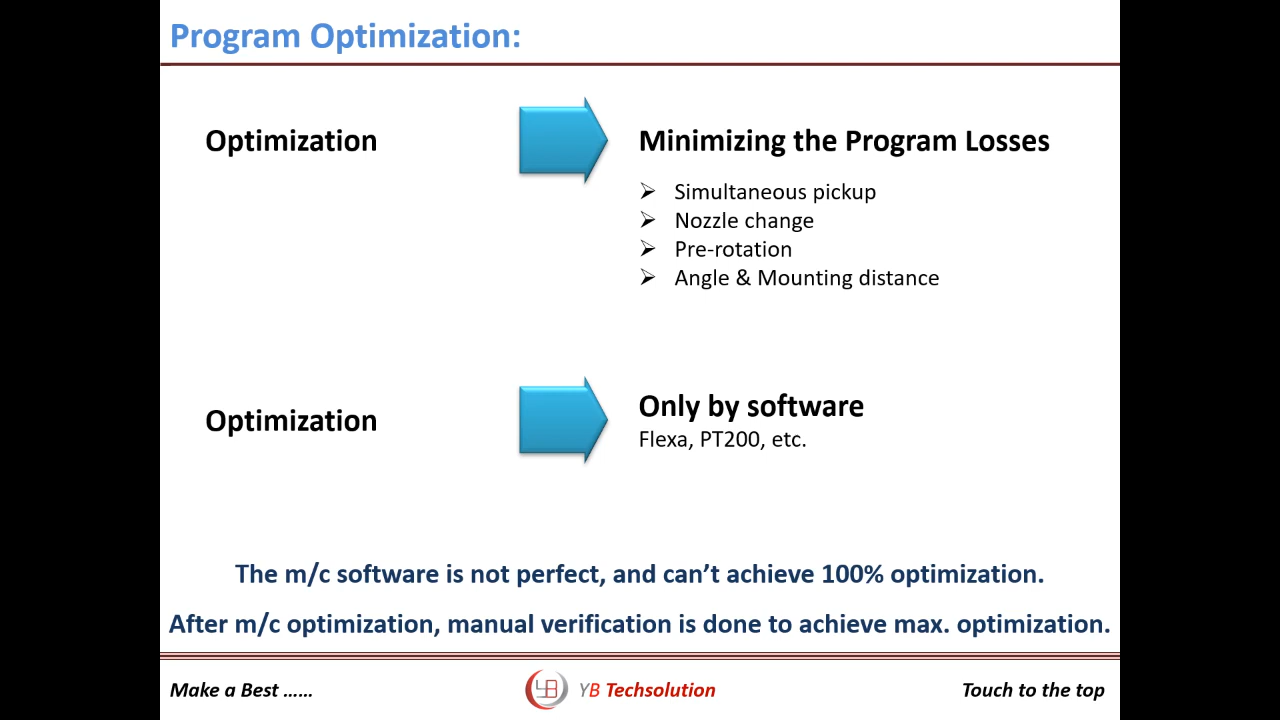 Program Optimization:
Optimization
Minimizing the Program Losses
Simultaneous pickup
Nozzle change
Pre-rotation
Angle & Mounting distance
Optimization
Only by software
Flexa, PT200, etc.
The m/c software is not perfect, and can't achieve 100% optimization.
After m/c optimization, manual verification is done to achieve max. optimization.
Make a Best ......
YB
YB Techsolution
Touch to the top